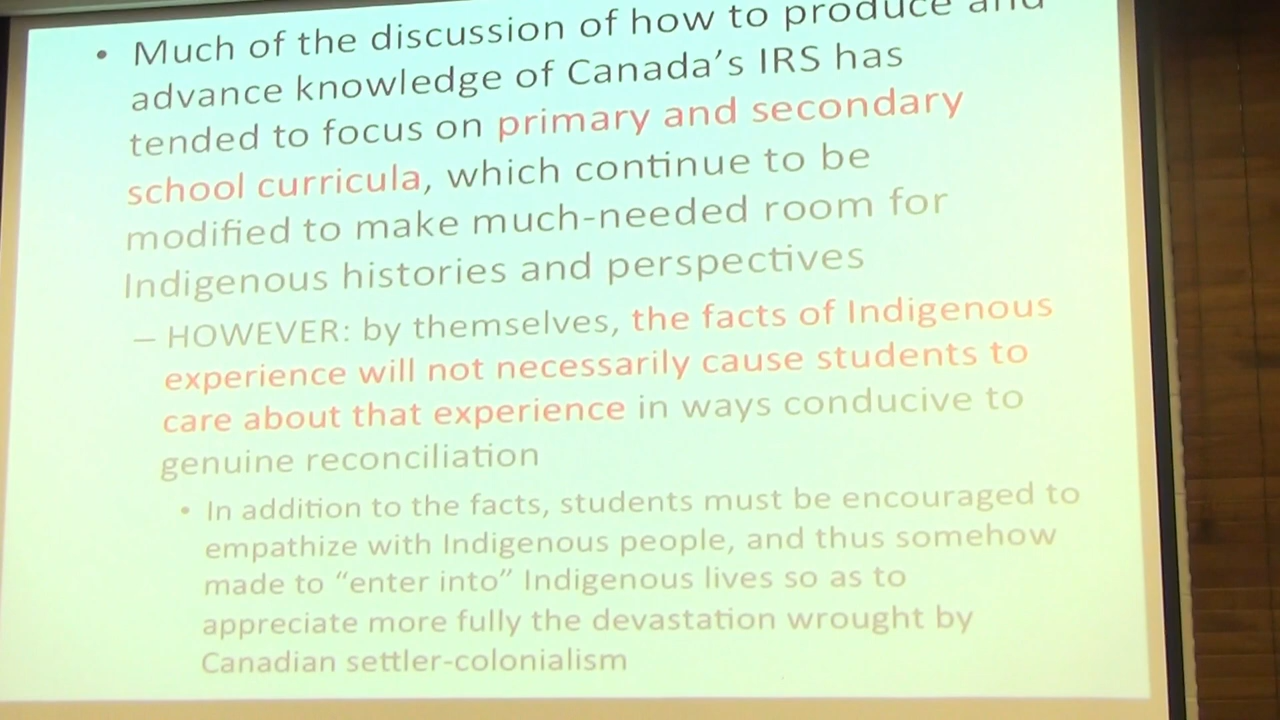 • Much of the discussion of how to produce and
advance knowledge of Canada's IRS has
tended to focus on primary and secondary
school curricula, which continue to be
modified to make much-needed room for
Indigenous histories and perspectives
– HOWEVER: by themselves, the facts of Indigenous
experience will not necessarily cause students to
care about that experience in ways conducive to
genuine reconciliation
• In addition to the facts, students must be encouraged to
empathize with Indigenous people, and thus somehow
made to “enter into” Indigenous lives so as to
appreciate more fully the devastation wrought by
Canadian settler-colonialism